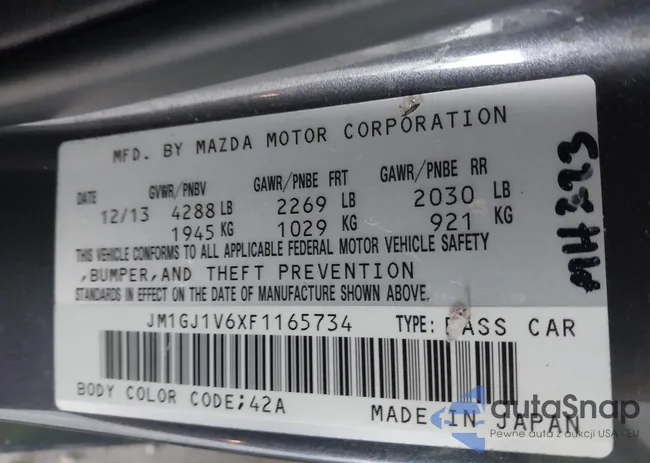 MFD. BY MAZDA MOTOR CORPORATION
DATE GVWR/PNBV GAWR/PNBE FRT GAWR/PNBE RR
12/13 4288 LB 2269 LB 2030 LB
1945 KG 1029 KG 921 KG
THIS VEHICLE CONFORMS TO ALL APPLICABLE FEDERAL MOTOR VEHICLE SAFETY
,BUMPER,AND THEFT PREVENTION
STANDARDS IN EFFECT ON THE DATE OF MANUFACTURE SHOWN ABOVE.
JM1GJ1V6XF1165734 TYPE: PASS CAR
BODY COLOR CODE;42A
MADE IN JAPAN
MH 323
autaSnap
Pewne auta z aukcji USA - EU